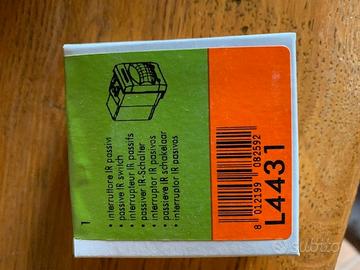 • interruttore IR passivi
• passive IR switch
• interrupteur IR passifs
• passiver IR-Schalter
• interruptor IR pasivos
• passieve IR schakelaar
• interruptor IR passivos
1
8 012199 082592
L4431
subito